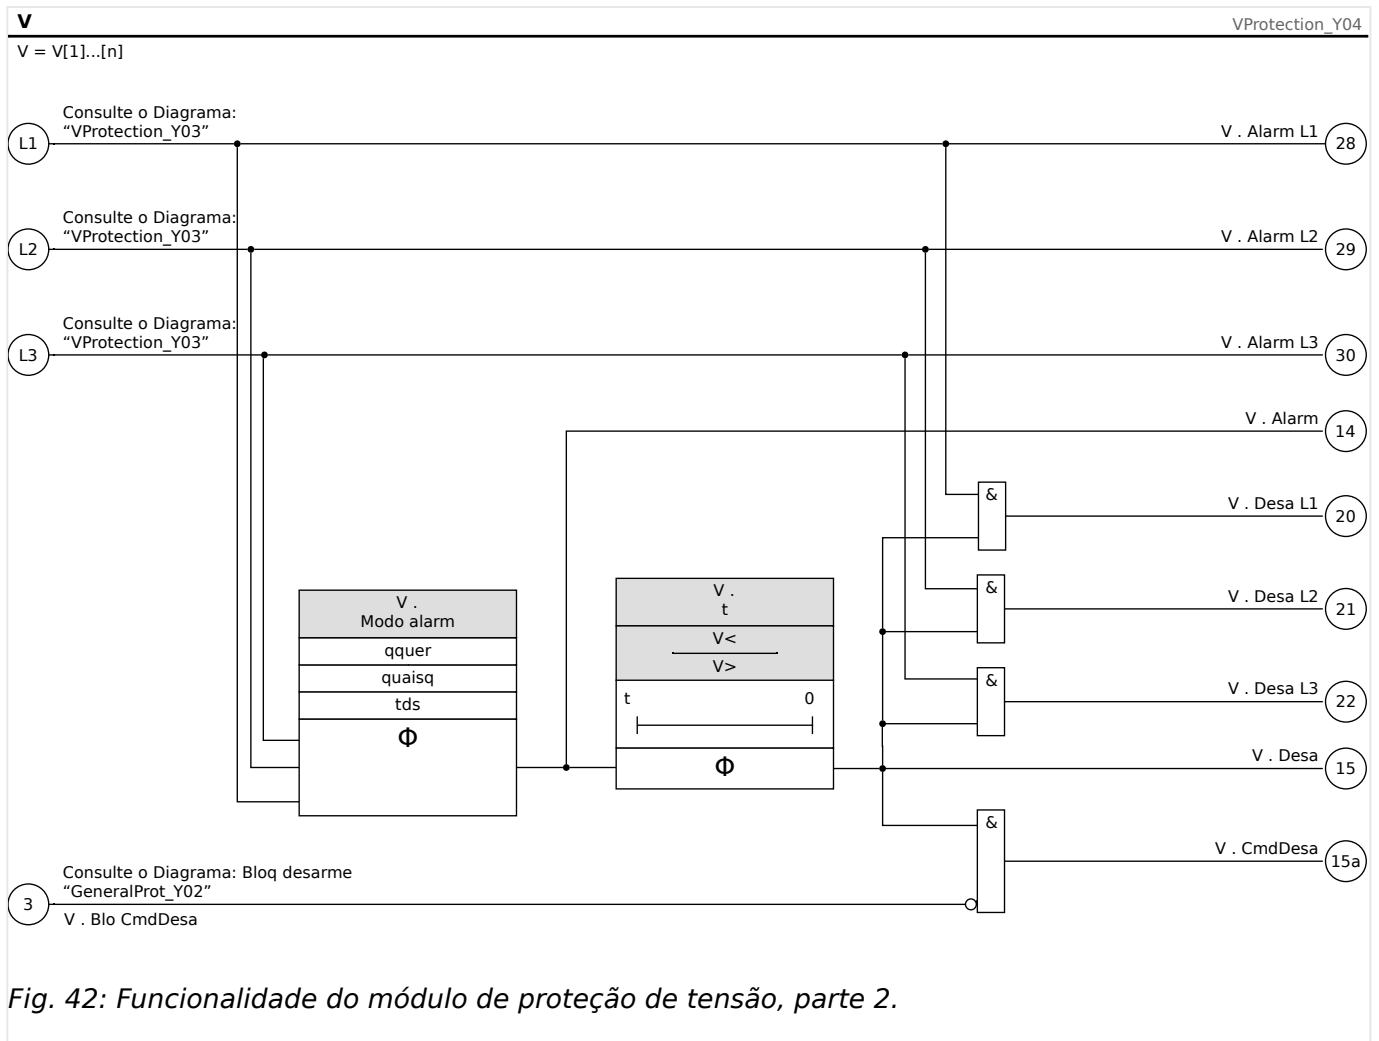 V
VProtection_Y04
V = V[1]...[n]
Consulte o Diagrama:
“VProtection_Y03”
L1
V . Alarm L1
28
Consulte o Diagrama:
“VProtection_Y03”
L2
V . Alarm L2
29
Consulte o Diagrama:
“VProtection_Y03”
L3
V . Alarm L3
30
V . Alarm
14
&
V . Desa L1
20
&
V . Desa L2
21
&
V . Desa L3
22
V .
Modo alarm
qquer
quaisq
tds
Φ
V .
t
V<
V>
t 0
Φ
V . Desa
15
&
V . CmdDesa
15a
Consulte o Diagrama: Bloq desarme
“GeneralProt_Y02”
3
V . Blo CmdDesa
Fig. 42: Funcionalidade do módulo de proteção de tensão, parte 2.